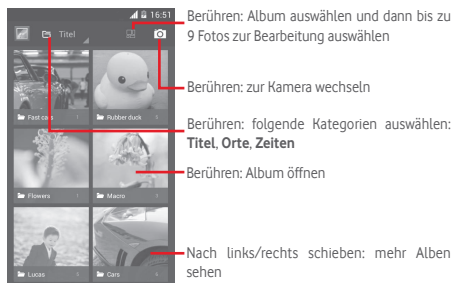 16:51
Titel
Fast cars
Rubber duck
Flowers
Macro
Lucas
Cars
Berühren: Album auswählen und dann bis zu
9 Fotos zur Bearbeitung auswählen
Berühren: zur Kamera wechseln
Berühren: folgende Kategorien auswählen:
Titel, Orte, Zeiten
Berühren: Album öffnen
Nach links/rechts schieben: mehr Alben
sehen